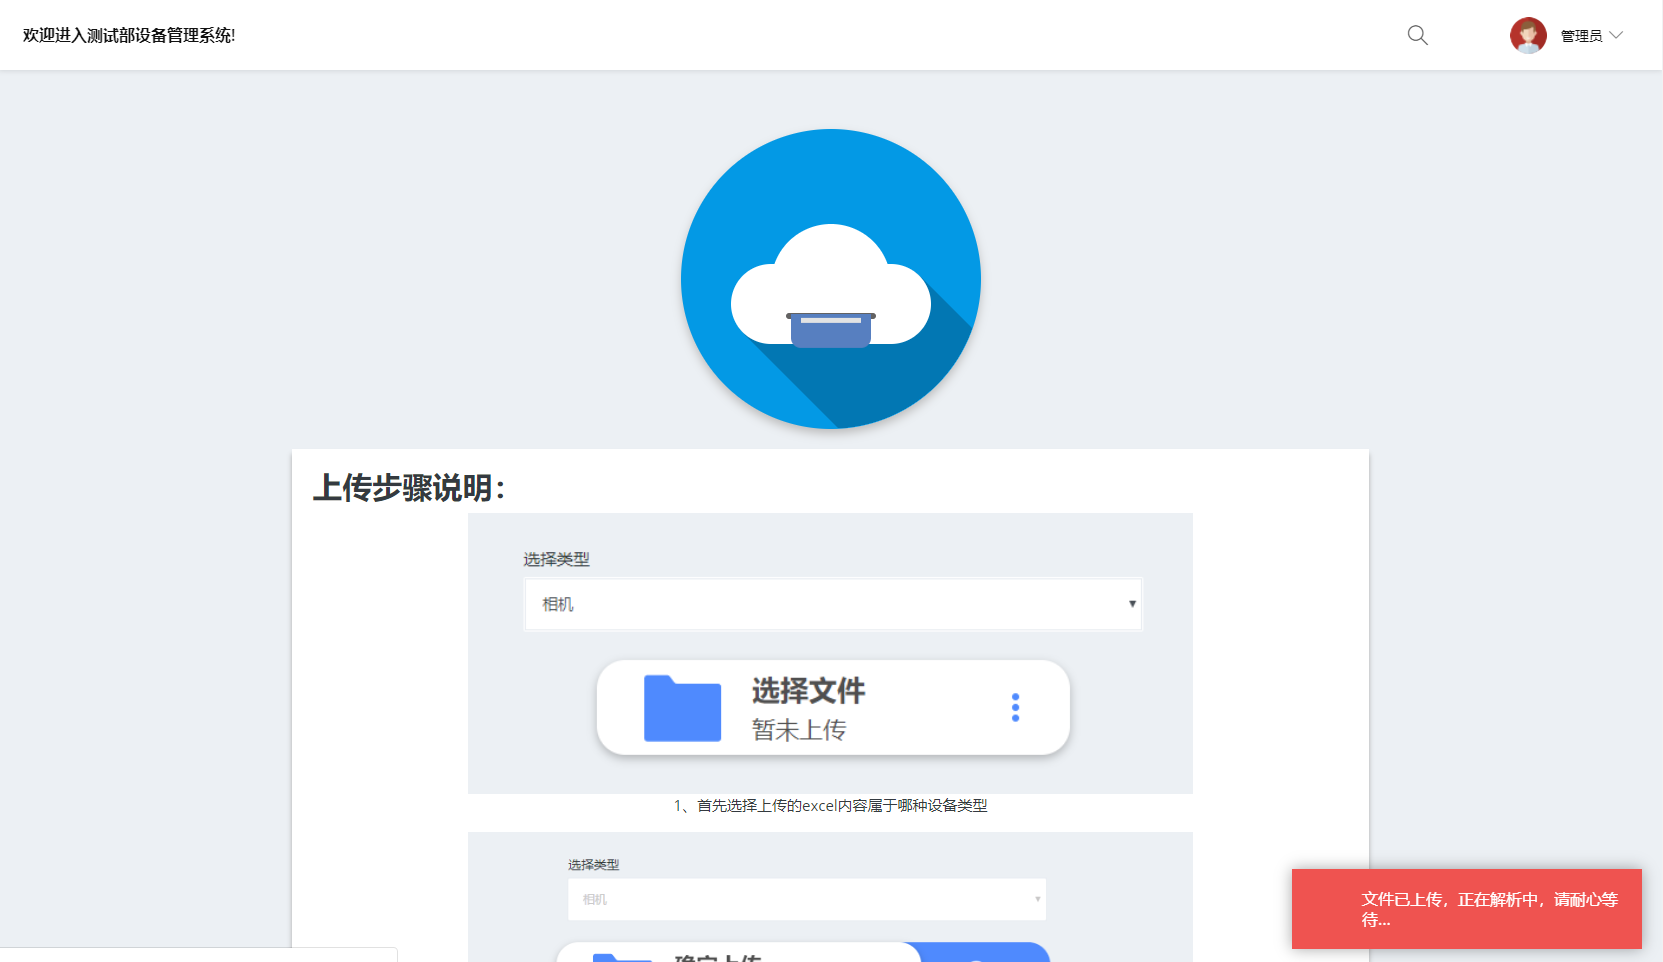 欢迎进入测试部设备管理系统!
管理员
上传步骤说明：
选择类型
相机
选择文件
暂未上传
1、首先选择上传的excel内容属于哪种设备类型
选择类型
相机
确定上传
文件已上传，正在解析中，请耐心等
待...